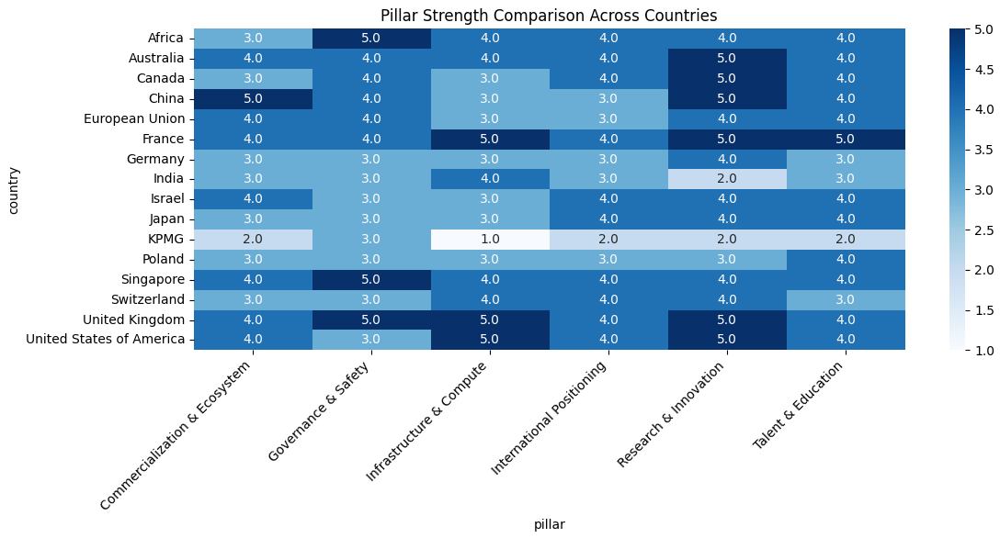 Pillar Strength Comparison Across Countries
Africa 3.0 5.0 4.0 4.0 4.0 4.0
Australia 4.0 4.0 4.0 4.0 5.0 4.0
Canada 3.0 4.0 3.0 4.0 5.0 4.0
China 5.0 4.0 3.0 3.0 5.0 4.0
European Union 4.0 4.0 3.0 3.0 4.0 4.0
France 4.0 4.0 5.0 4.0 5.0 5.0
Germany 3.0 3.0 3.0 3.0 4.0 3.0
India 3.0 3.0 4.0 3.0 2.0 3.0
Israel 4.0 3.0 3.0 4.0 4.0 4.0
Japan 3.0 3.0 3.0 4.0 4.0 4.0
KPMG 2.0 3.0 1.0 2.0 2.0 2.0
Poland 3.0 3.0 3.0 3.0 3.0 4.0
Singapore 4.0 5.0 4.0 4.0 4.0 4.0
Switzerland 3.0 3.0 4.0 4.0 4.0 3.0
United Kingdom 4.0 5.0 5.0 4.0 5.0 4.0
United States of America 4.0 3.0 5.0 4.0 5.0 4.0
country
Commercialization & Ecosystem
Governance & Safety
Infrastructure & Compute
International Positioning
Research & Innovation
Talent & Education
pillar
5.0
4.5
4.0
3.5
3.0
2.5
2.0
1.5
1.0